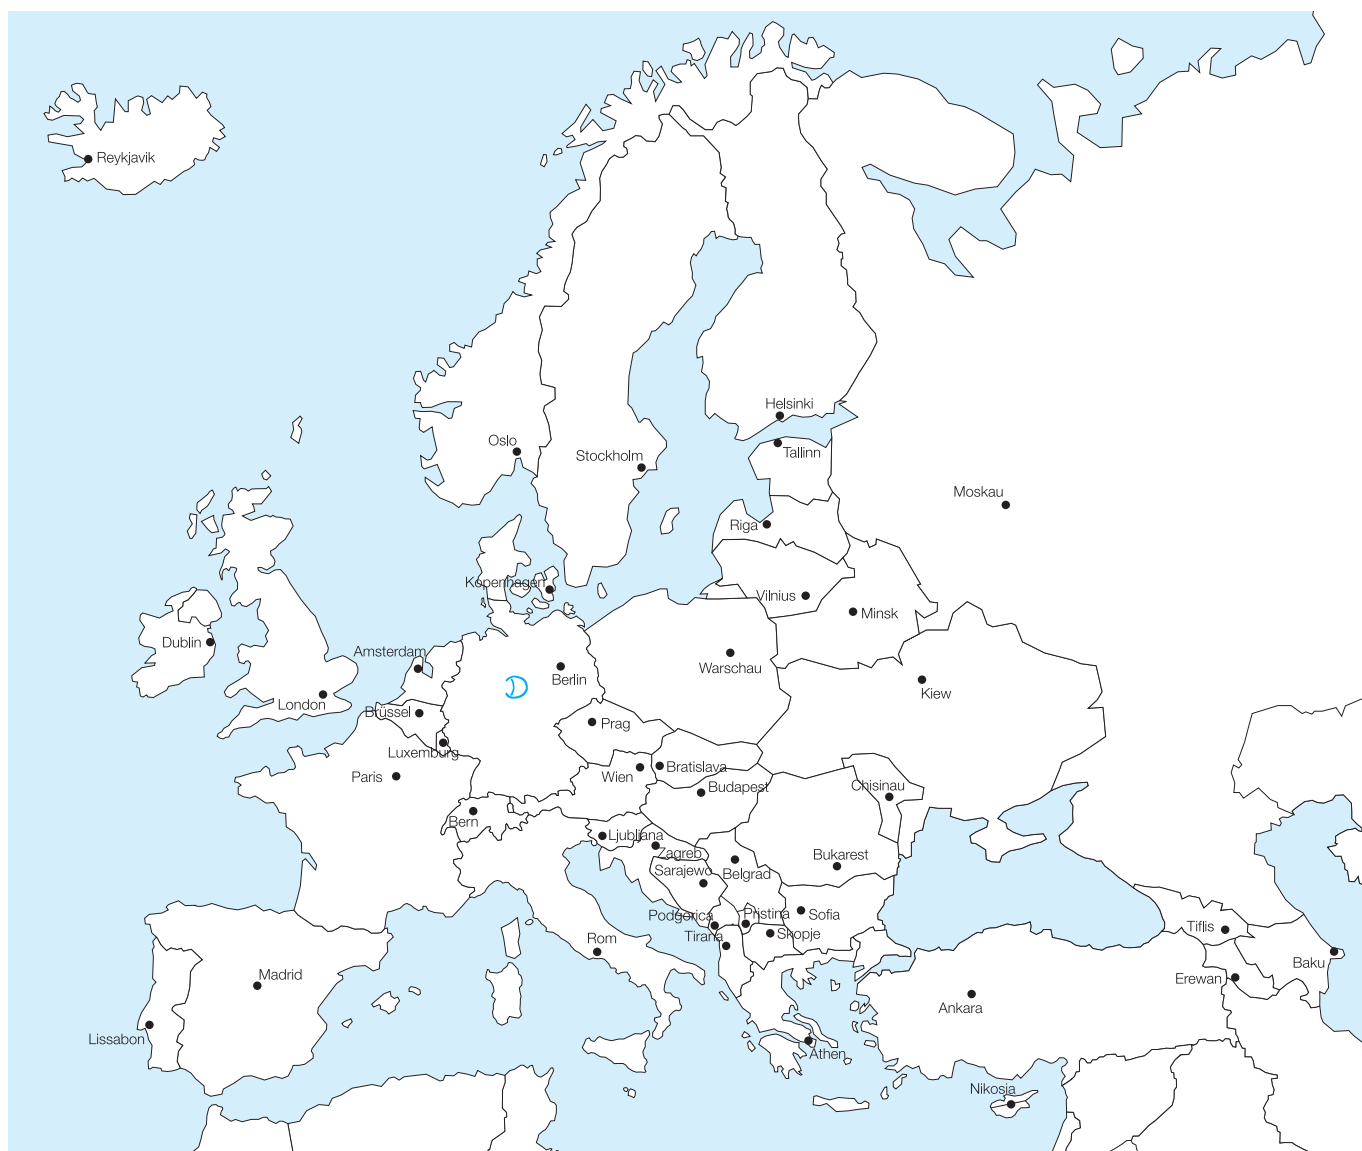 Reykjavik
Helsinki
Oslo
Tallinn
Stockholm
Moskau
Riga
Kopenhagen
Vilnius
Minsk
Dublin
Amsterdam
Warschau
Berlin
Kiew
London
Brüssel
Prag
Luxemburg
Paris
Wien
Bratislava
Budapest
Chisinau
Bern
Ljubljana
Zagreb
Bukarest
Sarajewo
Belgrad
Podgorica
Pristina
Sofia
Tiflis
Skopje
Tirana
Rom
Baku
Madrid
Erewan
Ankara
Lissabon
Athen
Nikosia